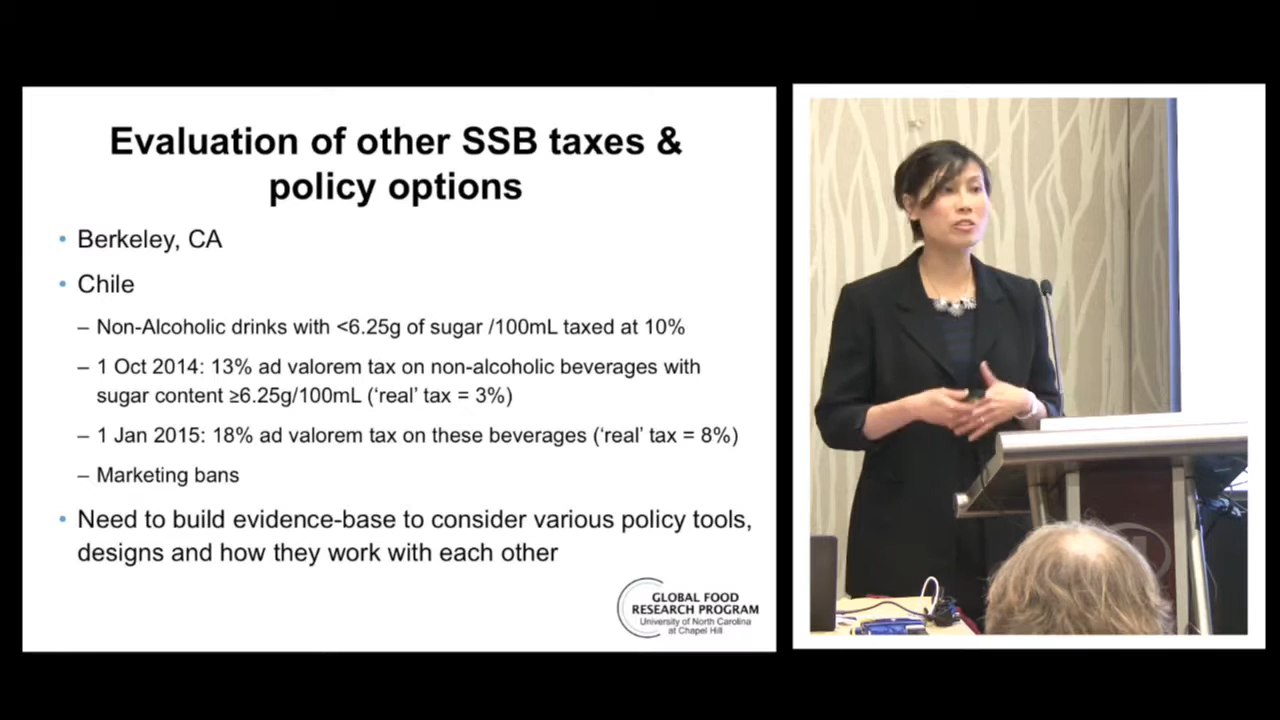 Evaluation of other SSB taxes &
policy options
• Berkeley, CA
• Chile
– Non-Alcoholic drinks with <6.25g of sugar /100mL taxed at 10%
– 1 Oct 2014: 13% ad valorem tax on non-alcoholic beverages with
sugar content ≥6.25g/100mL (‘real’ tax = 3%)
– 1 Jan 2015: 18% ad valorem tax on these beverages (‘real’ tax = 8%)
– Marketing bans
• Need to build evidence-base to consider various policy tools,
designs and how they work with each other
GLOBAL FOOD
RESEARCH PROGRAM
University of North Carolina
at Chapel Hill